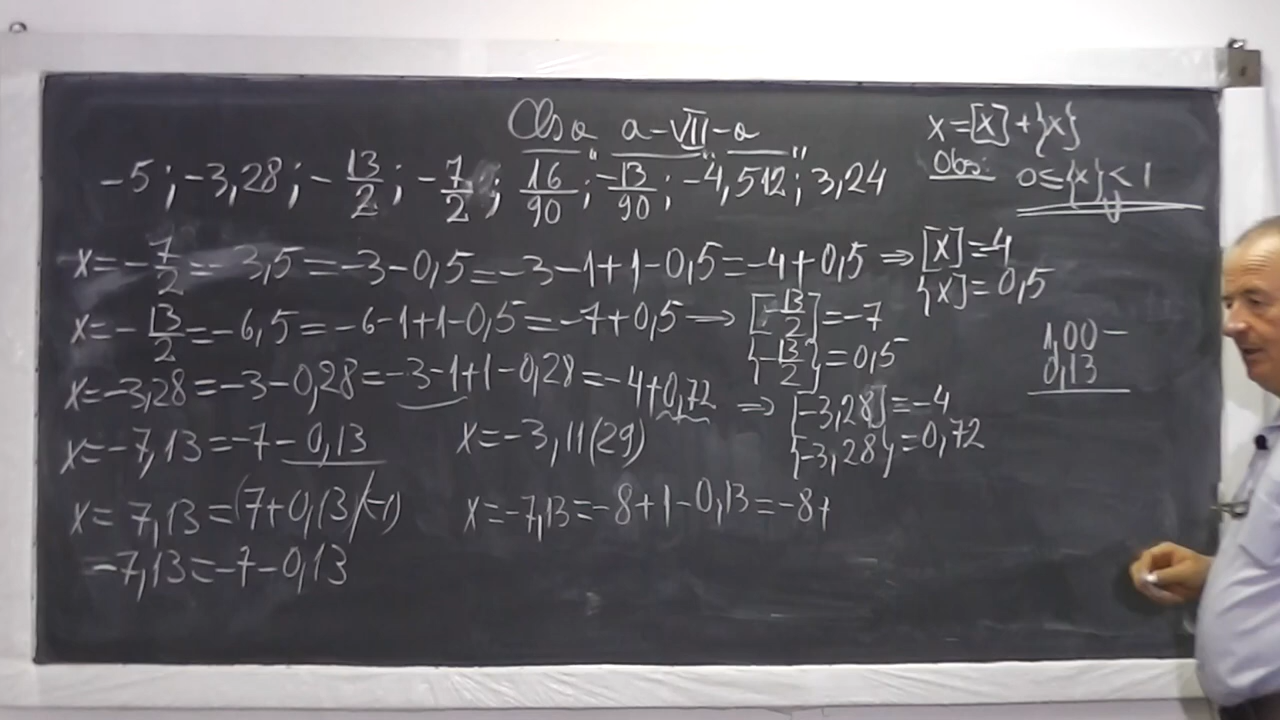 Clasa a-VII-a
-5 ; -3,28 ; -13/2 ; -7/2 ; 16/90 ; -13/90 ; -4,512 ; 3,24
x=[x]+{x}
Obs: 0≤{x}<1
x=-7/2=-3,5=-3-0,5=-3-1+1-0,5=-4+0,5 ⇒ [x]=-4
{x}=0,5
x=-13/2=-6,5=-6-1+1-0,5=-7+0,5 → [-13/2]=-7
{-13/2}=0,5
x=-3,28=-3-0,28=-3-1+1-0,28=-4+0,72 ⇒ [-3,28]=-4
{-3,28}=0,72
1,00-
0,13
x=-7,13=-7-0,13
x=-3,11(29)
x=7,13=(7+0,13)(-1)
x=-7,13=-8+1-0,13=-8+
-7,13=-7-0,13